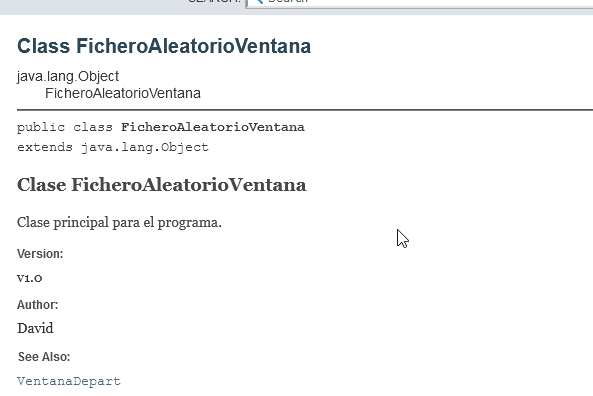 SEARCH:
Search
Class FicheroAleatorioVentana
java.lang.Object
FicheroAleatorioVentana
public class FicheroAleatorioVentana
extends java.lang.Object
Clase FicheroAleatorioVentana
Clase principal para el programa.
Version:
v1.0
Author:
David
See Also:
VentanaDepart